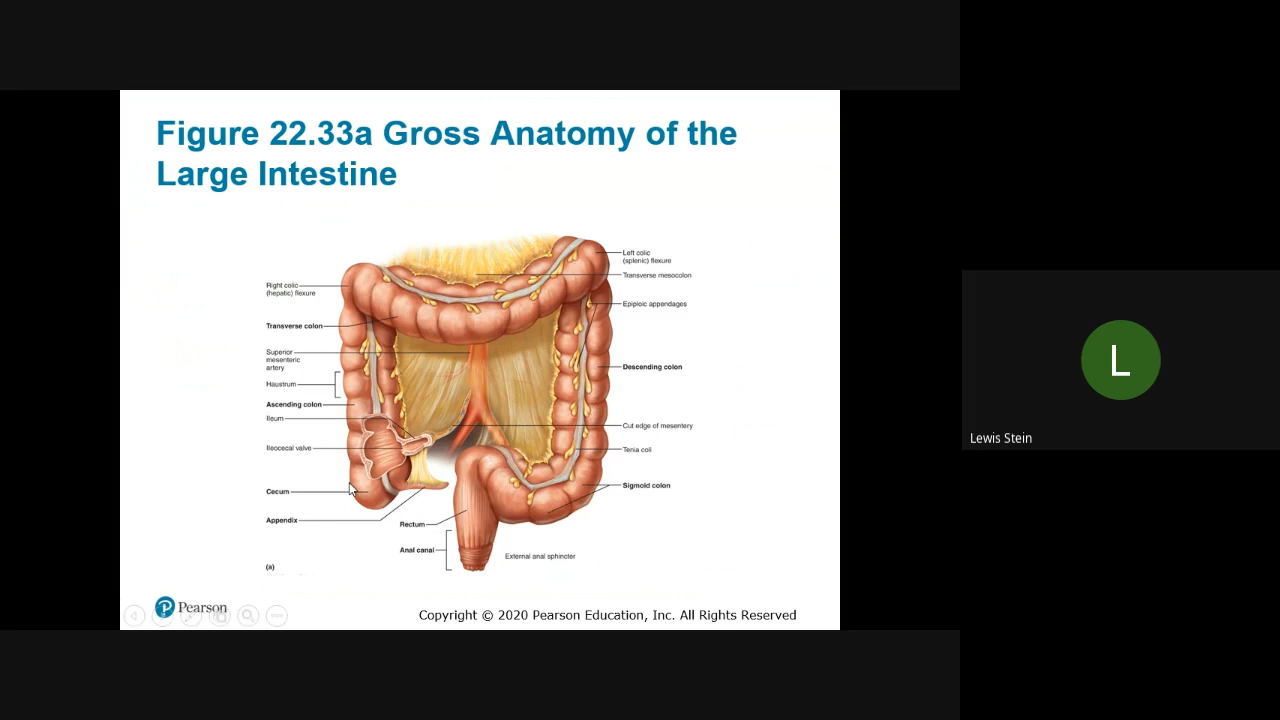 Figure 22.33a Gross Anatomy of the
Large Intestine
Right colic
(hepatic) flexure
Transverse colon
Superior
mesenteric
artery
Haustrum
Ascending colon
Ileum
Ileocecal valve
Cecum
Appendix
Rectum
Anal canal
(a)
Left colic
(splenic) flexure
Transverse mesocolon
Epiploic appendages
Descending colon
Cut edge of mesentery
Tenia coli
Sigmoid colon
External anal sphincter
P Pearson
Copyright © 2020 Pearson Education, Inc. All Rights Reserved
L
Lewis Stein